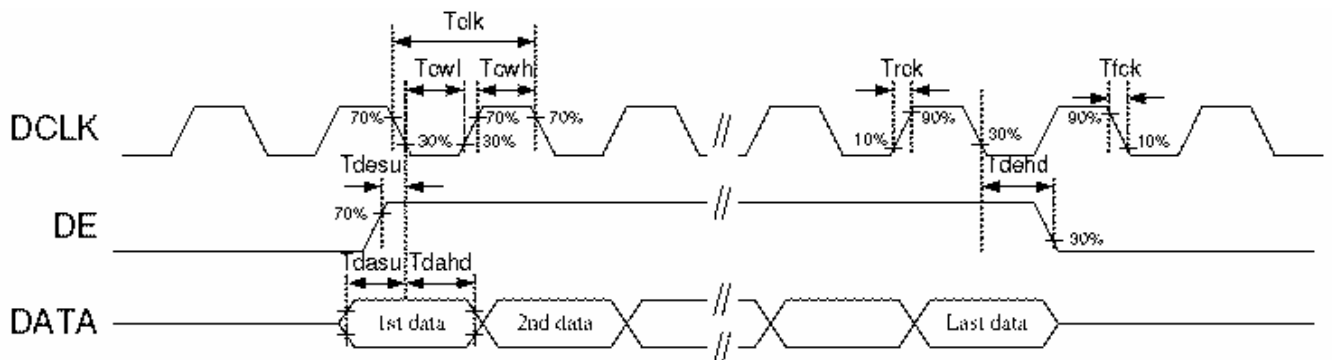 Tclk
Tcwl Tcwh Trck Tfck
DCLK 70% 30% 30% 70% 70% 10% 90% 30% 90% 10%
Tdesu Tdehd
DE 70% 30%
Tdasu Tdahd
DATA 1st data 2nd data Last data